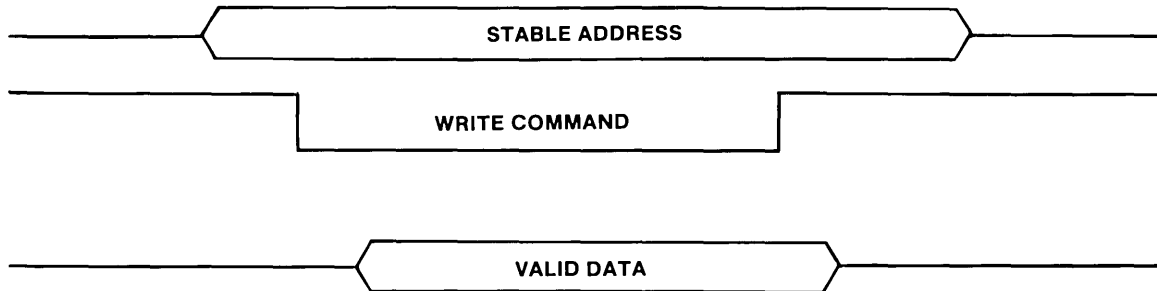 STABLE ADDRESS
WRITE COMMAND
VALID DATA